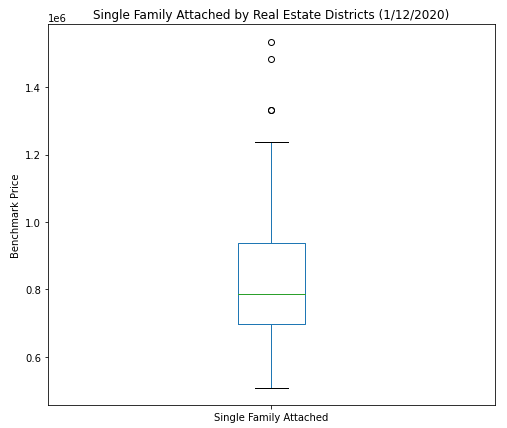 Single Family Attached by Real Estate Districts (1/12/2020)
1e6
1.4
1.2
1.0
0.8
0.6
Benchmark Price
Single Family Attached